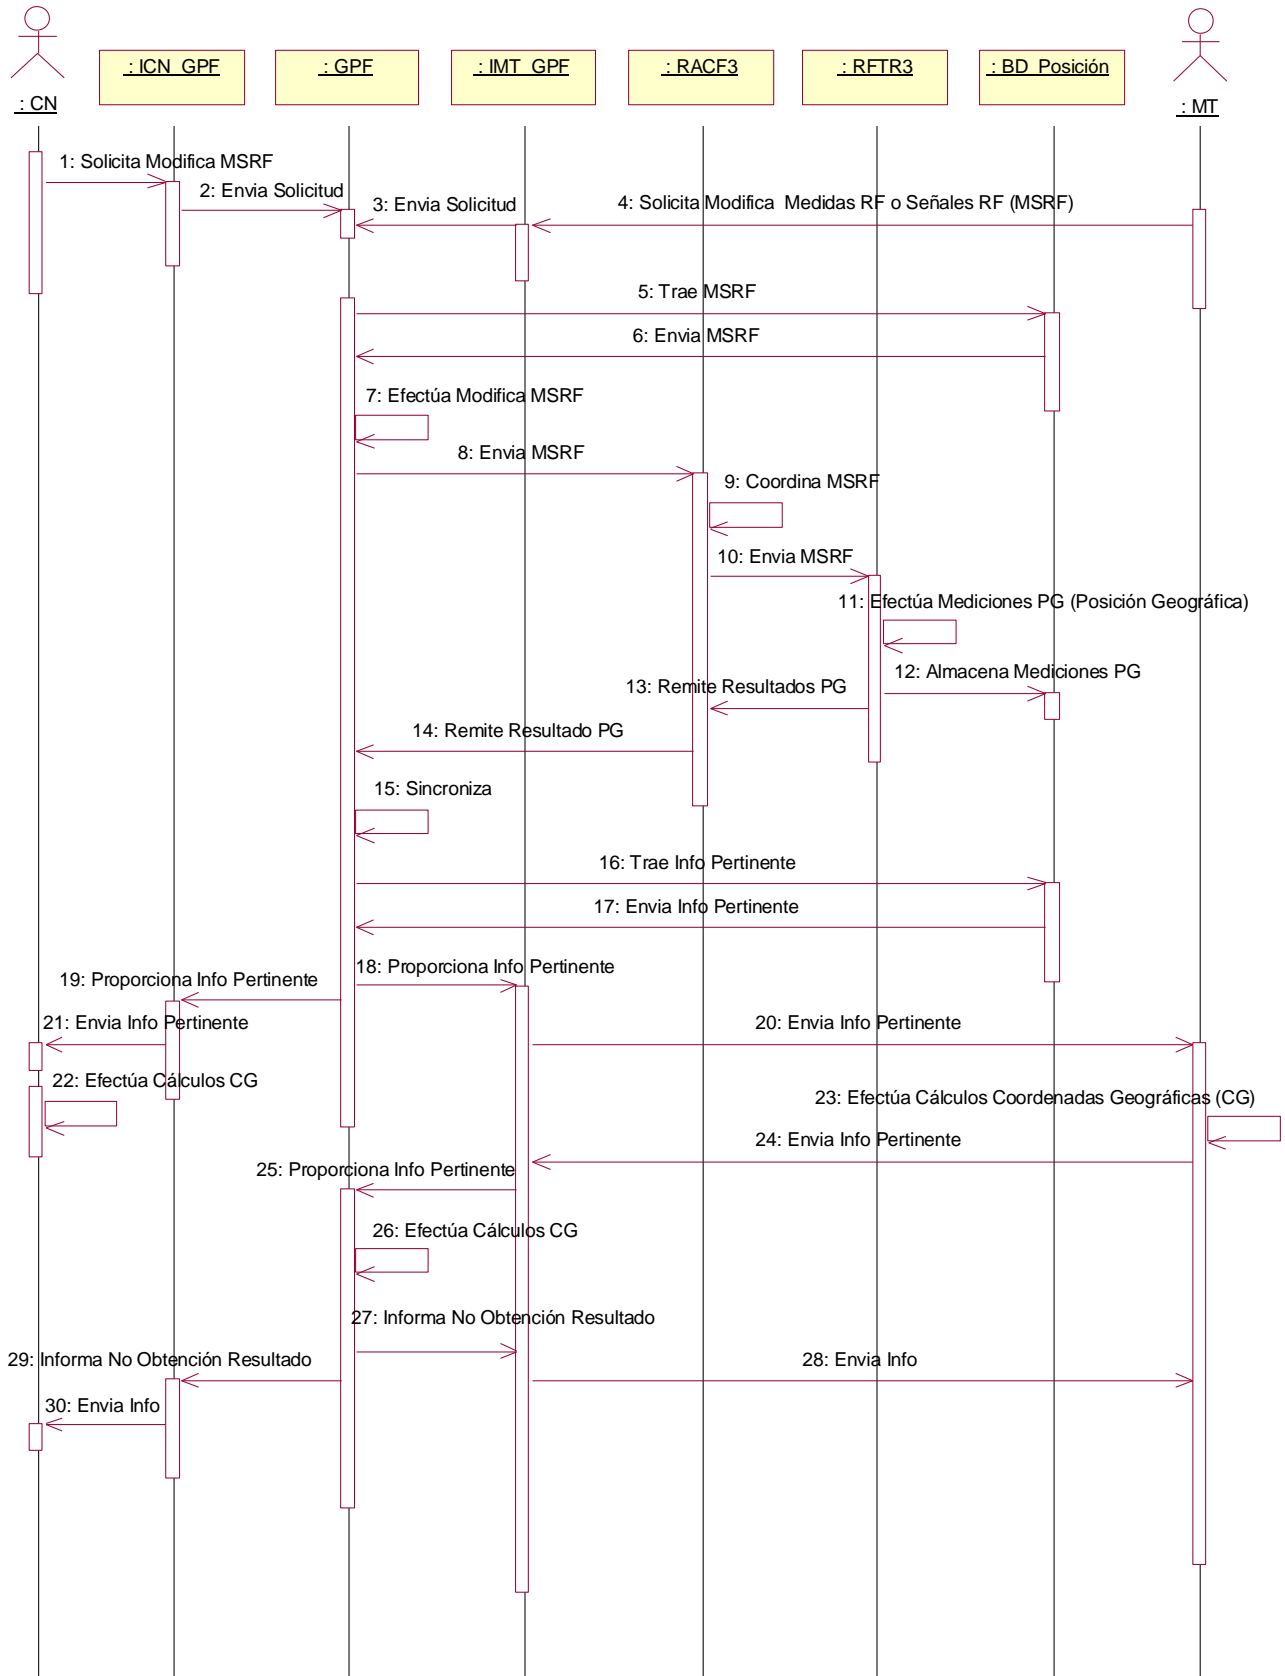 : ICN_GPF
: GPF
: IMT_GPF
: RACF3
: RFTR3
: BD_Posición
: CN
: MT
1: Solicita Modifica MSRF
2: Envia Solicitud
3: Envia Solicitud
4: Solicita Modifica Medidas RF o Señales RF (MSRF)
5: Trae MSRF
6: Envia MSRF
7: Efectúa Modifica MSRF
8: Envia MSRF
9: Coordina MSRF
10: Envia MSRF
11: Efectúa Mediciones PG (Posición Geográfica)
12: Almacena Mediciones PG
13: Remite Resultados PG
14: Remite Resultado PG
15: Sincroniza
16: Trae Info Pertinente
17: Envia Info Pertinente
18: Proporciona Info Pertinente
19: Proporciona Info Pertinente
20: Envia Info Pertinente
21: Envia Info Pertinente
22: Efectúa Cálculos CG
23: Efectúa Cálculos Coordenadas Geográficas (CG)
24: Envia Info Pertinente
25: Proporciona Info Pertinente
26: Efectúa Cálculos CG
27: Informa No Obtención Resultado
28: Envia Info
29: Informa No Obtención Resultado
30: Envia Info